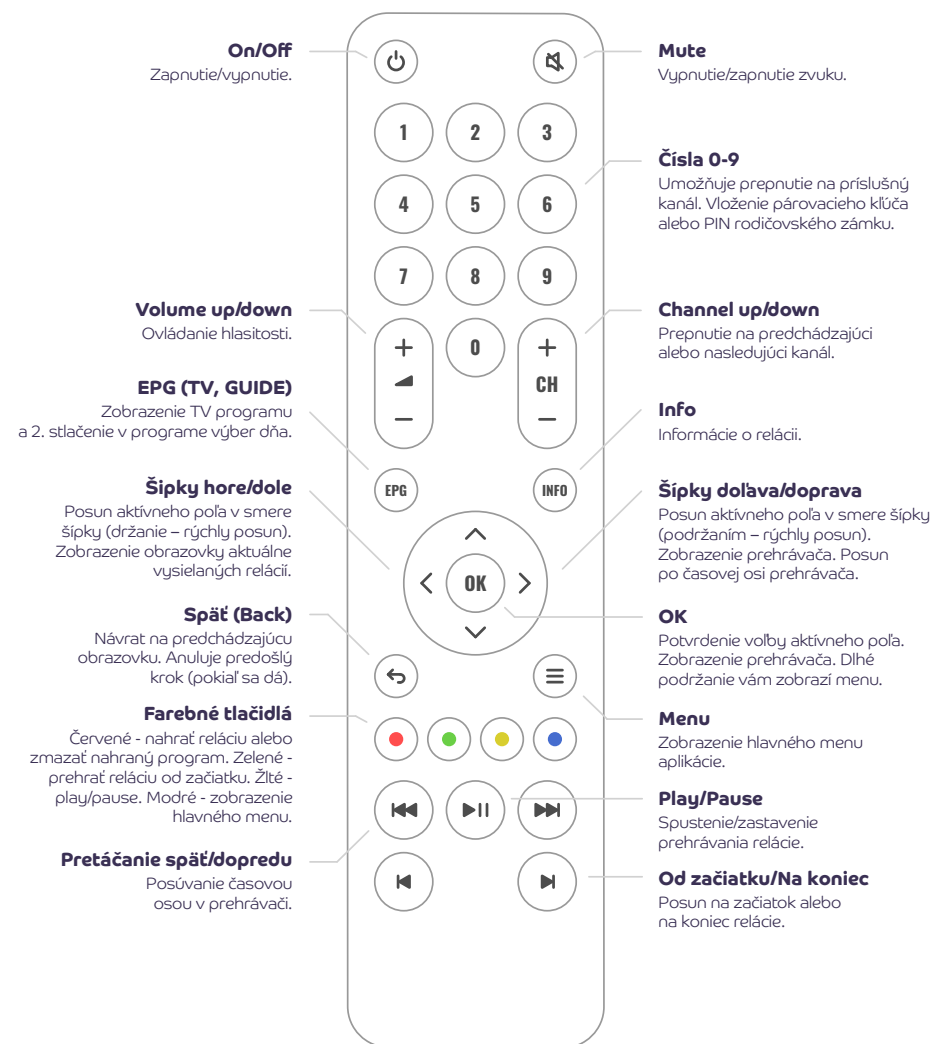 On/Off
Zapnutie/vypnutie.
Mute
Vypnutie/zapnutie zvuku.
1
2
3
Čísla 0-9
Umožňuje prepnutie na príslušný
kanál. Vloženie párovacieho kľúča
alebo PIN rodičovského zámku.
4
5
6
7
8
9
Volume up/down
Ovládanie hlasitosti.
0
CH
Channel up/down
Prepnutie na predchádzajúci
alebo nasledujúci kanál.
EPG (TV, GUIDE)
Zobrazenie TV programu
a 2. stlačenie v programe výber dňa.
Info
Informácie o relácii.
EPG
INFO
Šipky hore/dole
Posun aktívneho poľa v smere
šípky (držanie – rýchly posun).
Zobrazenie obrazovky aktuálne
vysielaných relácií.
OK
Šípky doľava/doprava
Posun aktívneho poľa v smere šípky
(podržaním – rýchly posun).
Zobrazenie prehrávača. Posun
po časovej osi prehrávača.
Späť (Back)
Návrat na predchádzajúcu
obrazovku. Anuluje predošlý
krok (pokiaľ sa dá).
OK
Potvrdenie voľby aktívneho poľa.
Zobrazenie prehrávača. Dlhé
podržanie vám zobrazí menu.
Farebné tlačidlá
Červené - nahrať reláciu alebo
zmazať nahraný program. Zelené -
prehrať reláciu od začiatku. Žlté -
play/pause. Modré - zobrazenie
hlavného menu.
Menu
Zobrazenie hlavného menu
aplikácie.
Play/Pause
Spustenie/zastavenie
prehrávania relácie.
Pretáčanie späť/dopredu
Posúvanie časovou
osou v prehrávači.
Od začiatku/Na koniec
Posun na začiatok alebo
na koniec relácie.